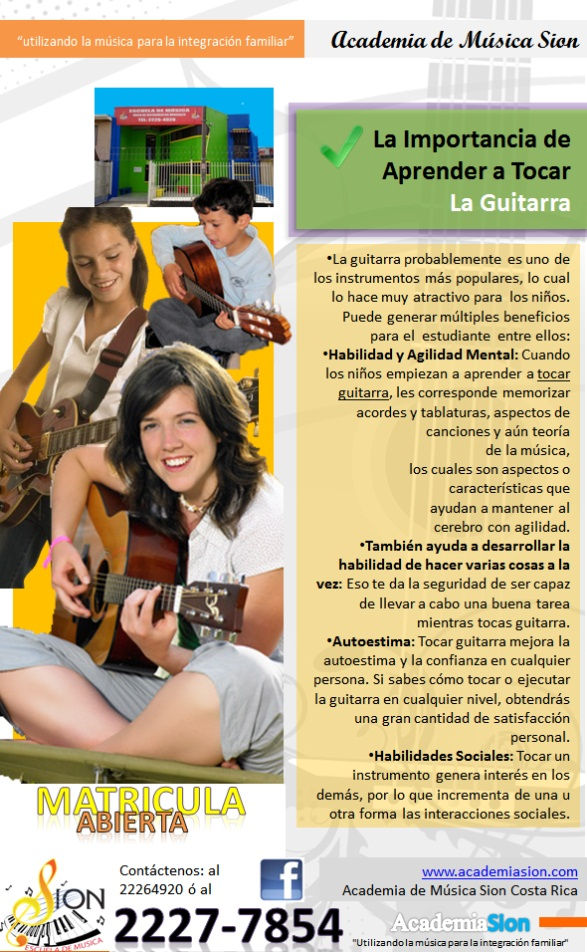 “utilizando la música para la integración familiar”
Academia de Música Sion
ESCUELA DE MÚSICA
La Importancia de
Aprender a Tocar
La Guitarra
•La guitarra probablemente es uno de
los instrumentos más populares, lo cual
lo hace muy atractivo para los niños.
Puede generar múltiples beneficios
para el estudiante entre ellos:
•Habilidad y Agilidad Mental: Cuando
los niños empiezan a aprender a tocar
guitarra, les corresponde memorizar
acordes y tablaturas, aspectos de
canciones y aún teoría
de la música,
los cuales son aspectos o
características que
ayudan a mantener al
cerebro con agilidad.
•También ayuda a desarrollar la
habilidad de hacer varias cosas a la
vez: Eso te da la seguridad de ser capaz
de llevar a cabo una buena tarea
mientras tocas guitarra.
•Autoestima: Tocar guitarra mejora la
autoestima y la confianza en cualquier
persona. Si sabes cómo tocar o ejecutar
la guitarra en cualquier nivel, obtendrás
una gran cantidad de satisfacción
personal.
•Habilidades Sociales: Tocar un
instrumento genera interés en los
demás, por lo que incrementa de una u
otra forma las interacciones sociales.
MATRICULA
ABIERTA
Sion
ESCUELA DE MUSICA
Contáctenos: al
22264920 ó al
2227-7854
f
www.academiasion.com
Academia de Música Sion Costa Rica
AcademiaSion
"Utilizando la música para la integración familiar"